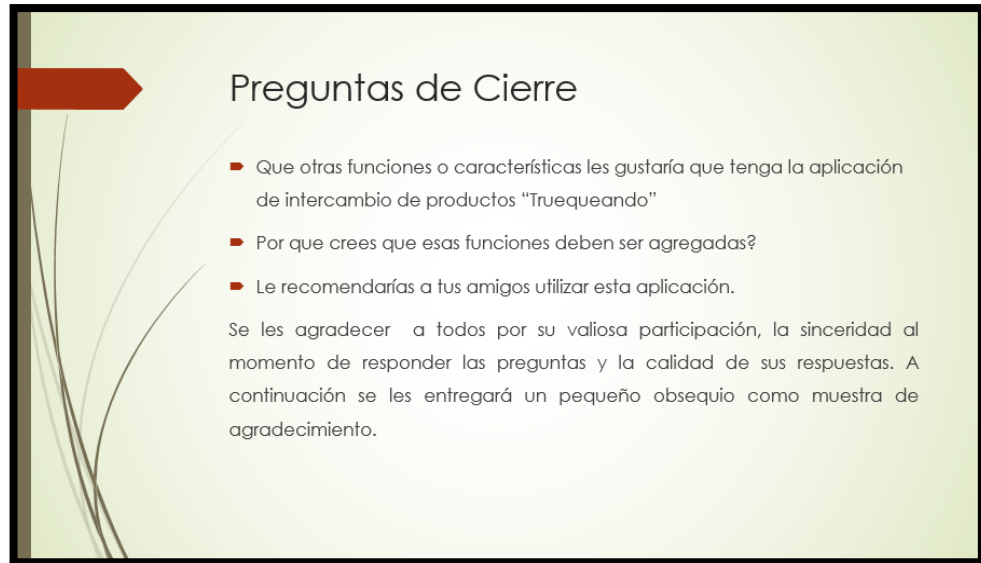 Preguntas de Cierre
Que otras funciones o características les gustaría que tenga la aplicación
de intercambio de productos “Truequeando”
Por que crees que esas funciones deben ser agregadas?
Le recomendarías a tus amigos utilizar esta aplicación.
Se les agradecer a todos por su valiosa participación, la sinceridad al
momento de responder las preguntas y la calidad de sus respuestas. A
continuación se les entregará un pequeño obsequio como muestra de
agradecimiento.